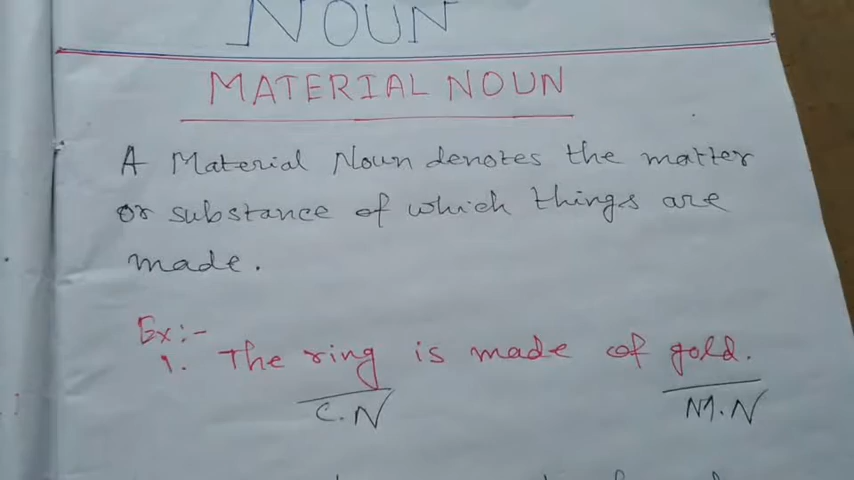 NOUN
MATERIAL NOUN
A Material Noun denotes the matter
or substance of which things are
made.
Ex:-
1. The ring is made of gold.
C.N M.N